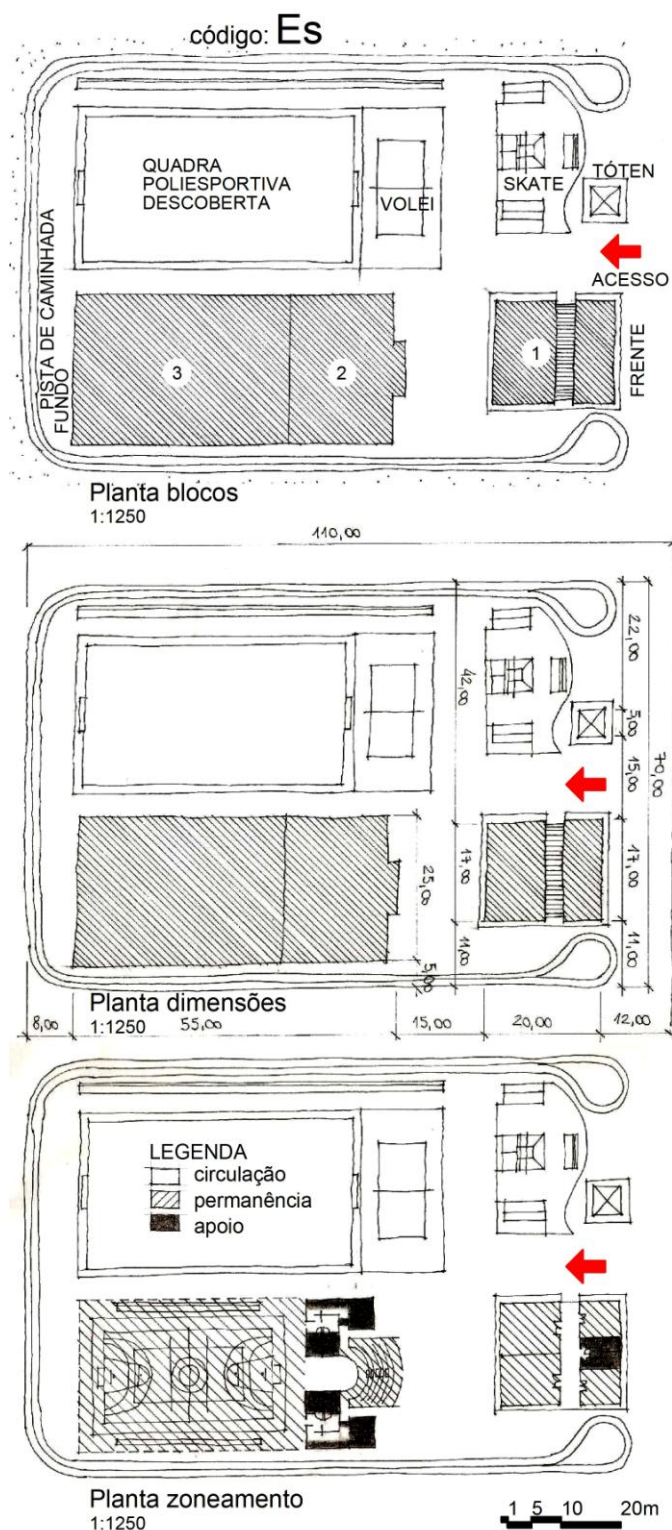 código: Es
QUADRA
POLIESPORTIVA
DESCOBERTA
VOLEI
SKATE
TÓTEN
ACESSO
PISTA DE CAMINHADA
FUNDO
3
2
1
FRENTE
Planta blocos
1:1250
110,00
22,00
42,00
5,00
15,00
70,00
25,00
17,00
17,00
5,00
11,00
11,00
Planta dimensões
1:1250
8,00
55,00
15,00
20,00
12,00
LEGENDA
circulação
permanência
apoio
Planta zoneamento
1:1250
1 5 10 20m